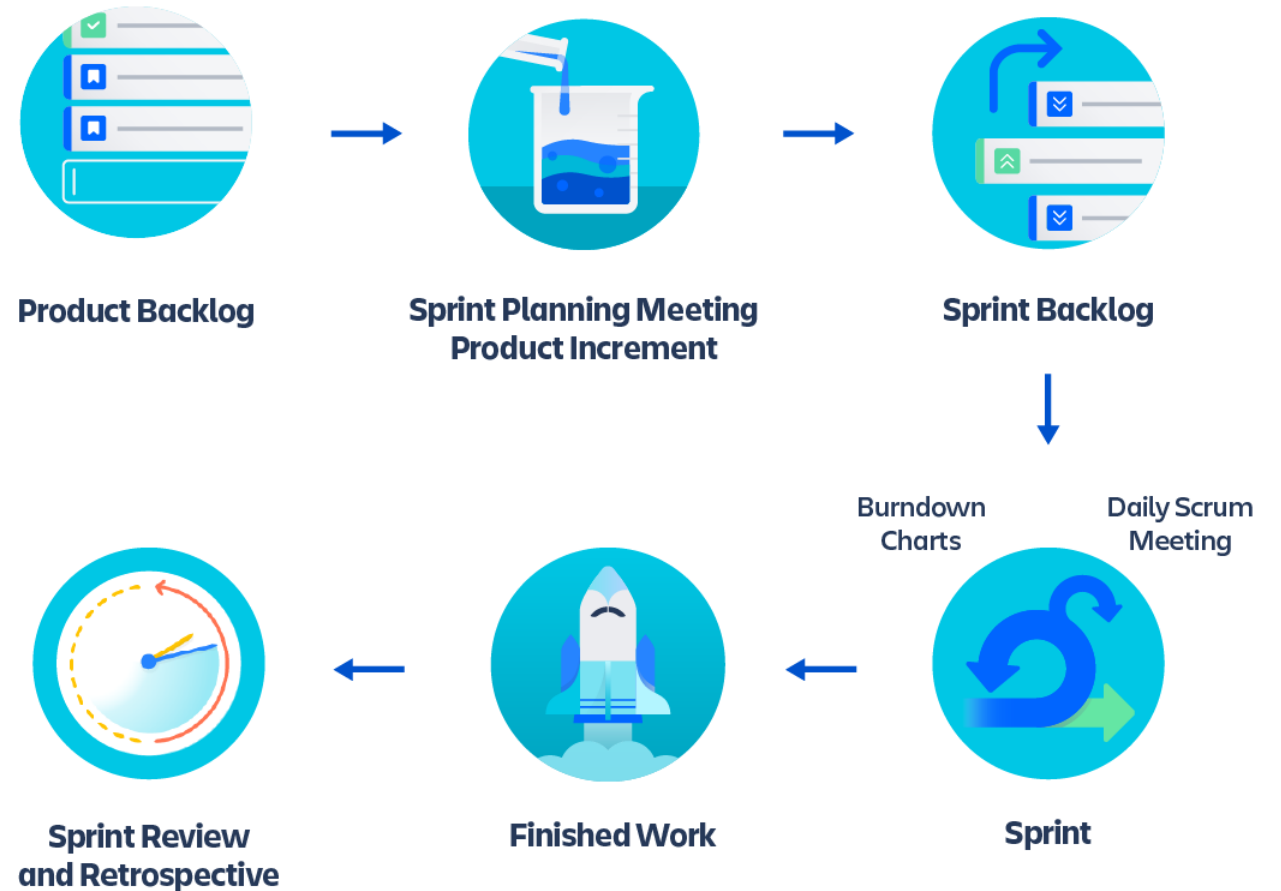 Product Backlog
Sprint Planning Meeting
Product Increment
Sprint Backlog
Burndown
Charts
Daily Scrum
Meeting
Sprint
Finished Work
Sprint Review
and Retrospective